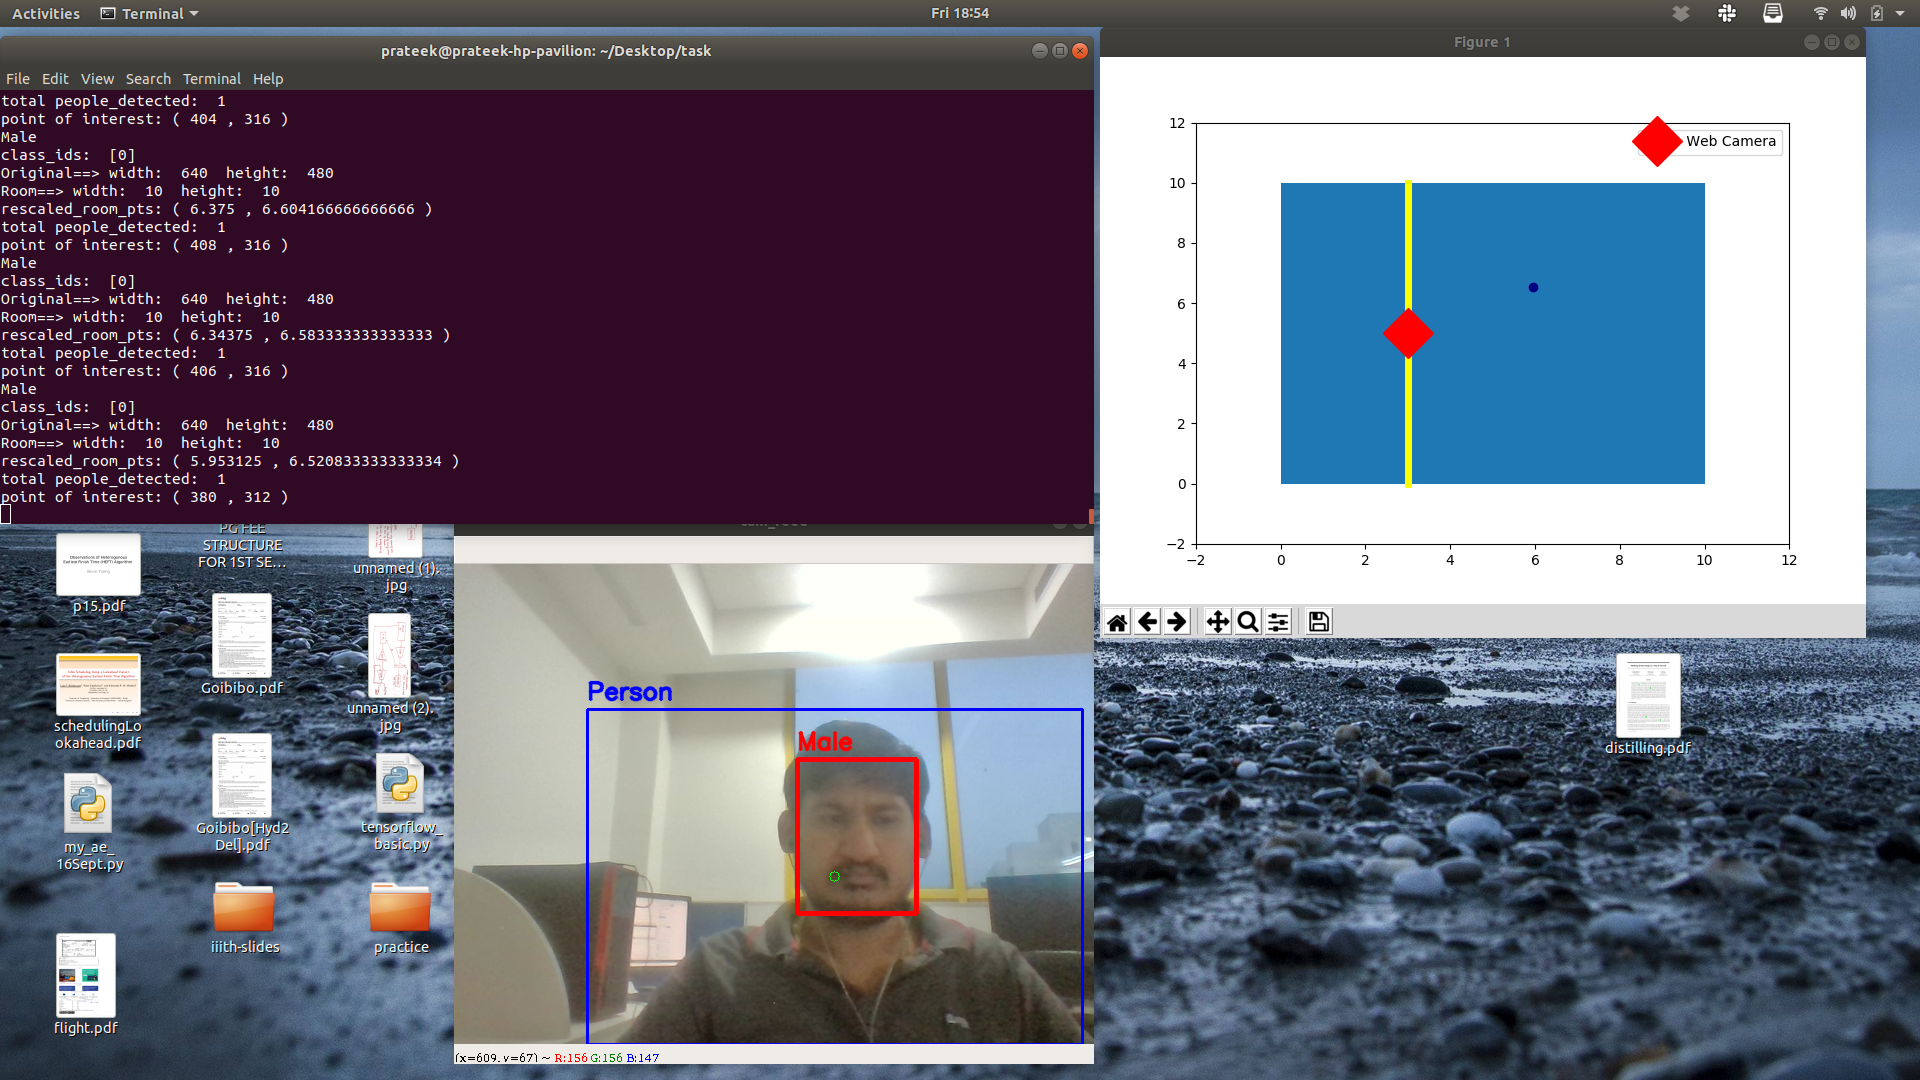 Activities
Terminal
Fri 18:54
prateek@prateek-hp-pavilion: ~/Desktop/task
File Edit View Search Terminal Help
total people_detected:  1
point of interest: ( 404 , 316 )
Male
class_ids:  [0]
Original==> width:  640  height:  480
Room==> width:  10  height:  10
rescaled_room_pts: ( 6.375 , 6.604166666666666 )
total people_detected:  1
point of interest: ( 408 , 316 )
Male
class_ids:  [0]
Original==> width:  640  height:  480
Room==> width:  10  height:  10
rescaled_room_pts: ( 6.34375 , 6.583333333333333 )
total people_detected:  1
point of interest: ( 406 , 316 )
Male
class_ids:  [0]
Original==> width:  640  height:  480
Room==> width:  10  height:  10
rescaled_room_pts: ( 5.953125 , 6.520833333333334 )
total people_detected:  1
point of interest: ( 380 , 312 )
Figure 1
Web Camera
12
10
8
6
4
2
0
−2
−2 0 2 4 6 8 10 12
p15.pdf
schedulingLo
okahead.pdf
my_ae_
16Sept.py
flight.pdf
PG FEE
STRUCTURE
FOR 1ST SE...
Goibibo.pdf
Goibibo[Hyd2
Del].pdf
iiith-slides
unnamed (1).
jpg
unnamed (2).
jpg
tensorflow_
basic.py
practice
Person
Male
(x=609, y=67) ~ R:156 G:156 B:147
distilling.pdf